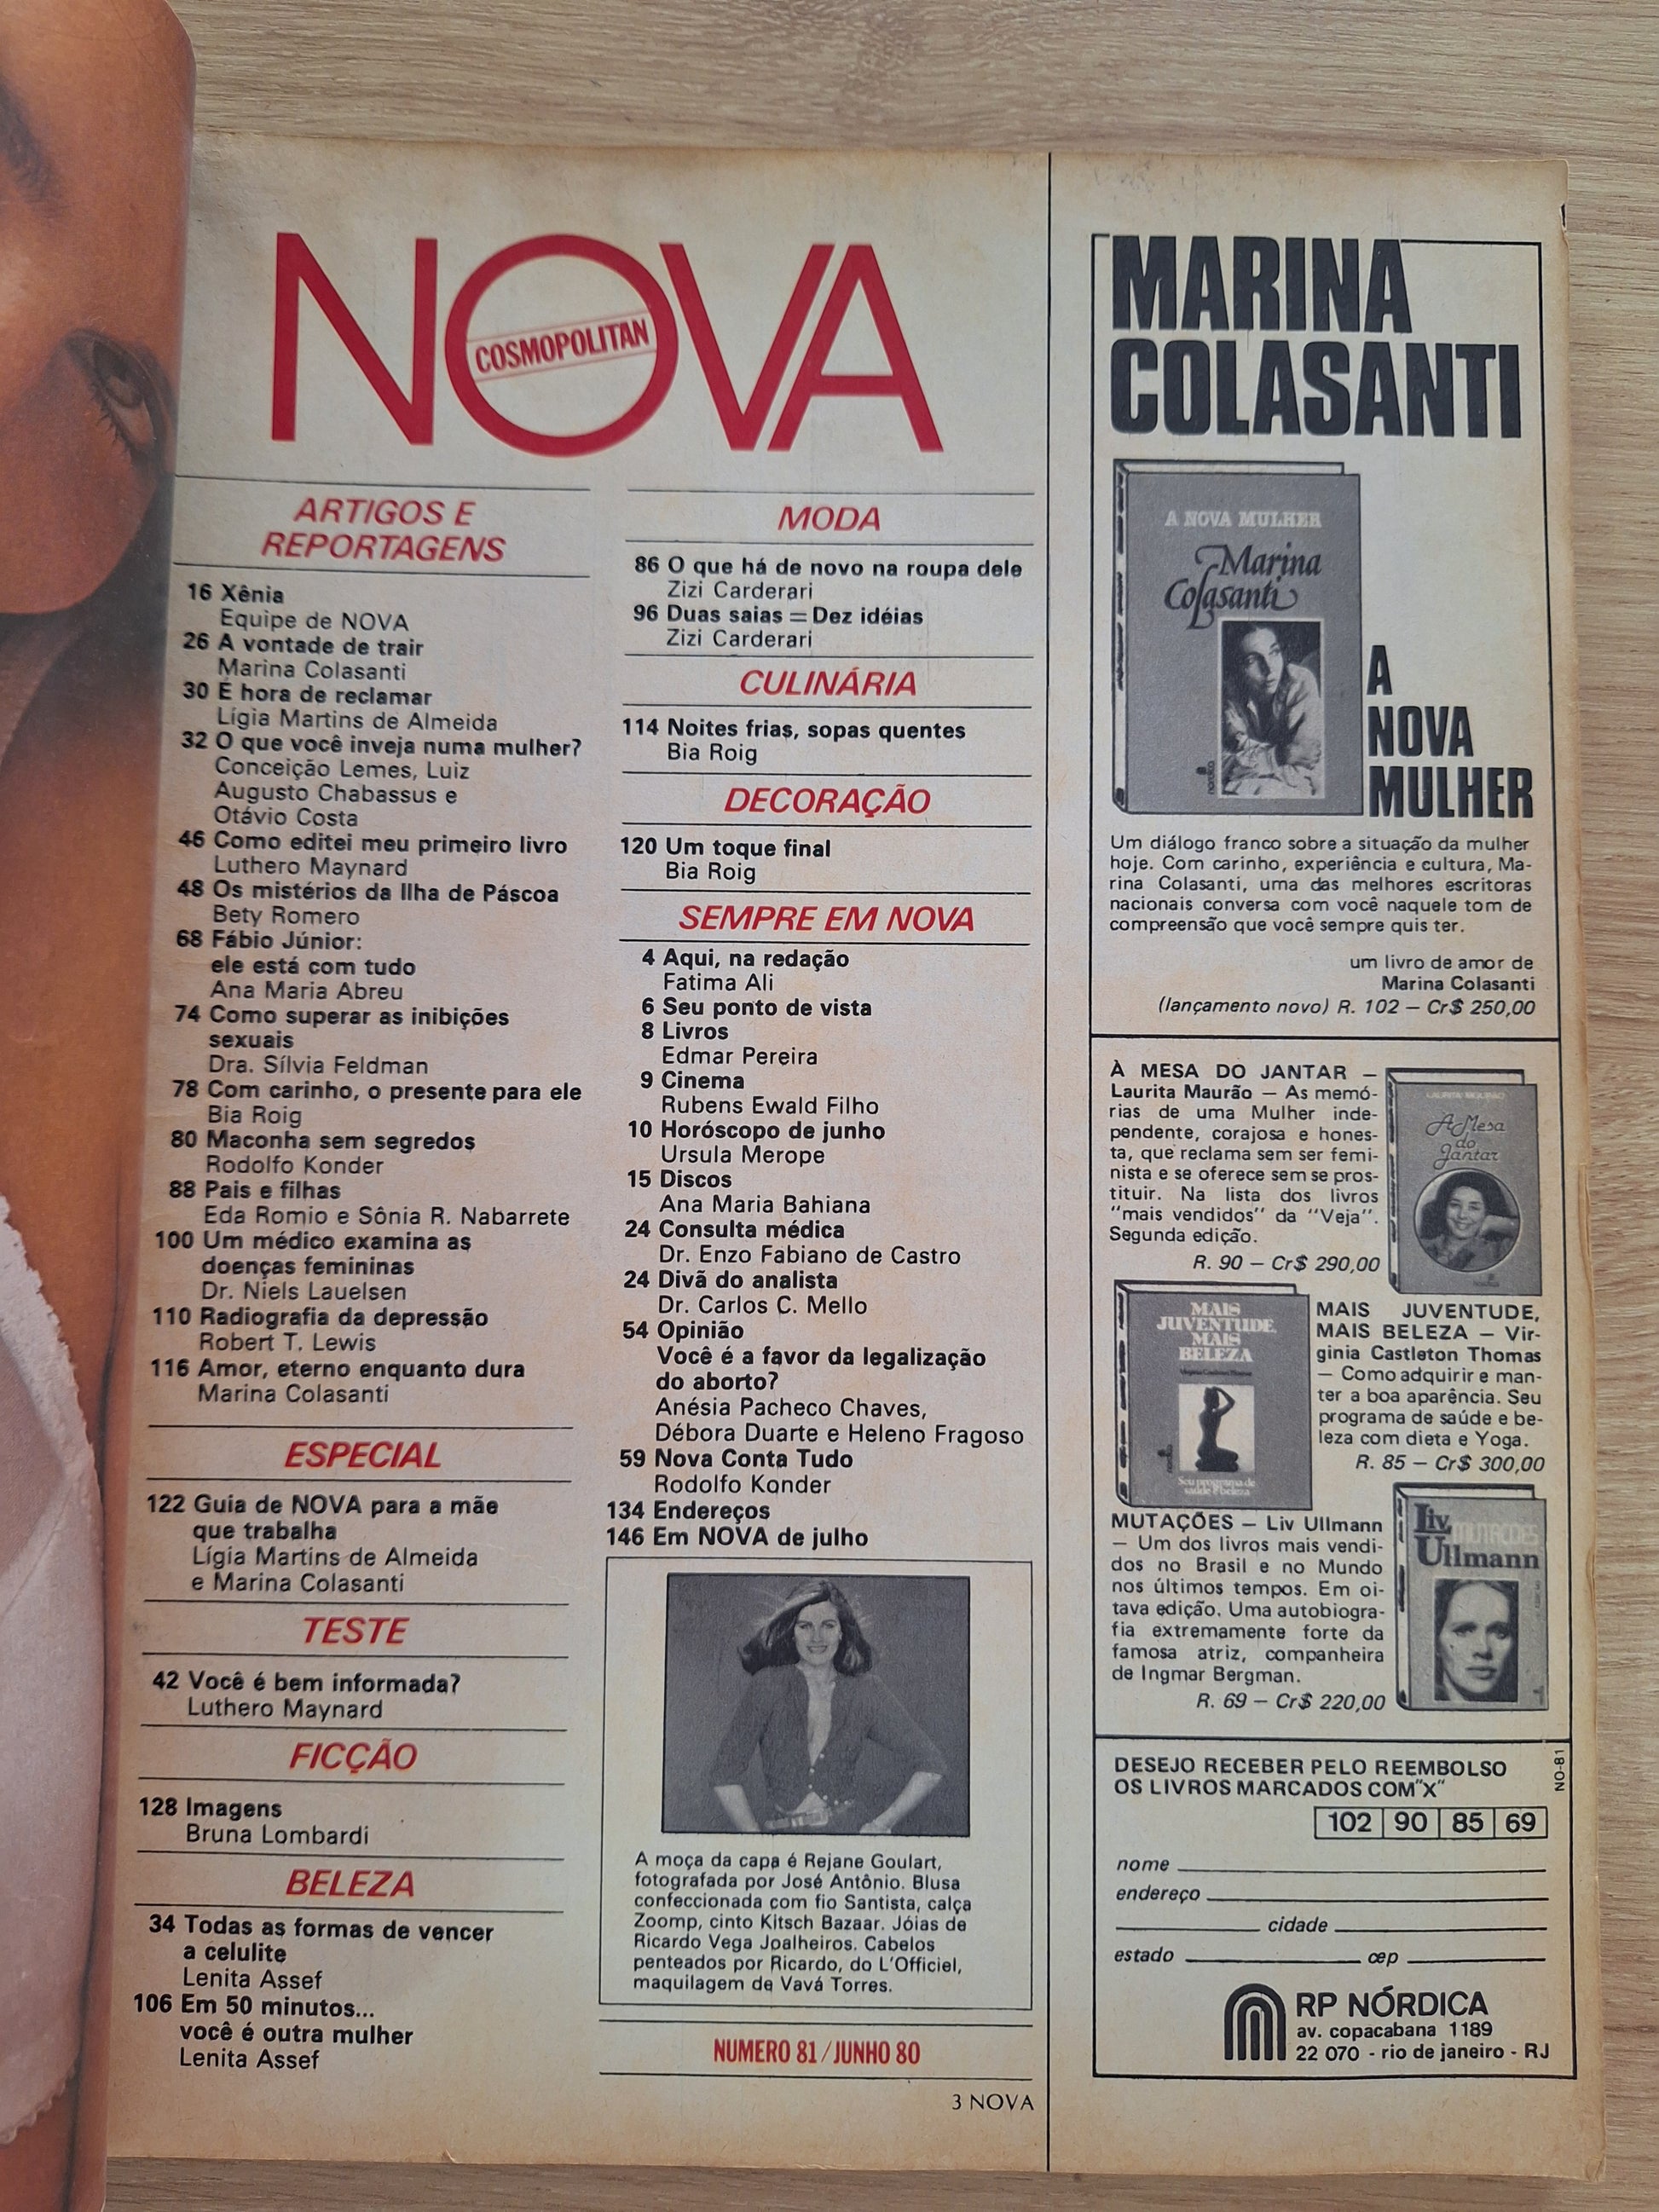 NOVA
COSMOPOLITAN
ARTIGOS E
REPORTAGENS
16 Xênia
Equipe de NOVA
26 A vontade de trair
Marina Colasanti
30 É hora de reclamar
Lígia Martins de Almeida
32 O que você inveja numa mulher?
Conceição Lemes, Luiz
Augusto Chabassus e
Otávio Costa
46 Como editei meu primeiro livro
Luthero Maynard
48 Os mistérios da Ilha de Páscoa
Bety Romero
68 Fábio Júnior:
ele está com tudo
Ana Maria Abreu
74 Como superar as inibições
sexuais
Dra. Sílvia Feldman
78 Com carinho, o presente para ele
Bia Roig
80 Maconha sem segredos
Rodolfo Konder
88 Pais e filhas
Eda Romio e Sônia R. Nabarrete
100 Um médico examina as
doenças femininas
Dr. Niels Lauelsen
110 Radiografia da depressão
Robert T. Lewis
116 Amor, eterno enquanto dura
Marina Colasanti
ESPECIAL
122 Guia de NOVA para a mãe
que trabalha
Lígia Martins de Almeida
e Marina Colasanti
TESTE
42 Você é bem informada?
Luthero Maynard
FICÇÃO
128 Imagens
Bruna Lombardi
BELEZA
34 Todas as formas de vencer
a celulite
Lenita Assef
106 Em 50 minutos...
você é outra mulher
Lenita Assef
MODA
86 O que há de novo na roupa dele
Zizi Carderari
96 Duas saias = Dez idéias
Zizi Carderari
CULINÁRIA
114 Noites frias, sopas quentes
Bia Roig
DECORAÇÃO
120 Um toque final
Bia Roig
SEMPRE EM NOVA
4 Aqui, na redação
Fatima Ali
6 Seu ponto de vista
8 Livros
Edmar Pereira
9 Cinema
Rubens Ewald Filho
10 Horóscopo de junho
Ursula Merope
15 Discos
Ana Maria Bahiana
24 Consulta médica
Dr. Enzo Fabiano de Castro
24 Divã do analista
Dr. Carlos C. Mello
54 Opinião
Você é a favor da legalização
do aborto?
Anésia Pacheco Chaves,
Débora Duarte e Heleno Fragoso
59 Nova Conta Tudo
Rodolfo Konder
134 Endereços
146 Em NOVA de julho
A moça da capa é Rejane Goulart,
fotografada por José Antônio. Blusa
confeccionada com fio Santista, calça
Zoomp, cinto Kitsch Bazaar. Jóias de
Ricardo Vega Joalheiros. Cabelos
penteados por Ricardo, do L'Officiel,
maquilagem de Vavá Torres.
NUMERO 81/JUNHO 80
3 NOVA
MARINA
COLASANTI
A NOVA MULHER
Marina
Colasanti
nordica
A
NOVA
MULHER
Um diálogo franco sobre a situação da mulher
hoje. Com carinho, experiência e cultura, Ma-
rina Colasanti, uma das melhores escritoras
nacionais conversa com você naquele tom de
compreensão que você sempre quis ter.
um livro de amor de
Marina Colasanti
(lançamento novo) R. 102 – Cr$ 250,00
À MESA DO JANTAR –
Laurita Maurão – As memó-
rias de uma Mulher inde-
pendente, corajosa e hones-
ta, que reclama sem ser femi-
nista e se oferece sem se pros-
tituir. Na lista dos livros
"mais vendidos" da "Veja".
Segunda edição.
R. 90 – Cr$ 290,00
LAURITA MOURÃO
A Mesa
do
Jantar
MAIS
JUVENTUDE,
MAIS
BELEZA
Virginia Castleton Thomas
Seu programa de
saúde e beleza
MAIS JUVENTUDE,
MAIS BELEZA – Vir-
ginia Castleton Thomas
– Como adquirir e man-
ter a boa aparência. Seu
programa de saúde e be-
leza com dieta e Yoga.
R. 85 – Cr$ 300,00
MUTAÇÕES – Liv Ullmann
– Um dos livros mais vendi-
dos no Brasil e no Mundo
nos últimos tempos. Em oi-
tava edição. Uma autobiogra-
fia extremamente forte da
famosa atriz, companheira
de Ingmar Bergman.
R. 69 – Cr$ 220,00
Liv MUTAÇÕES
Ullmann
DESEJO RECEBER PELO REEMBOLSO
OS LIVROS MARCADOS COM"X"
NO-81
102 90 85 69
nome
endereço
cidade
estado cep
RP NÓRDICA
av. copacabana 1189
22 070 - rio de janeiro - RJ